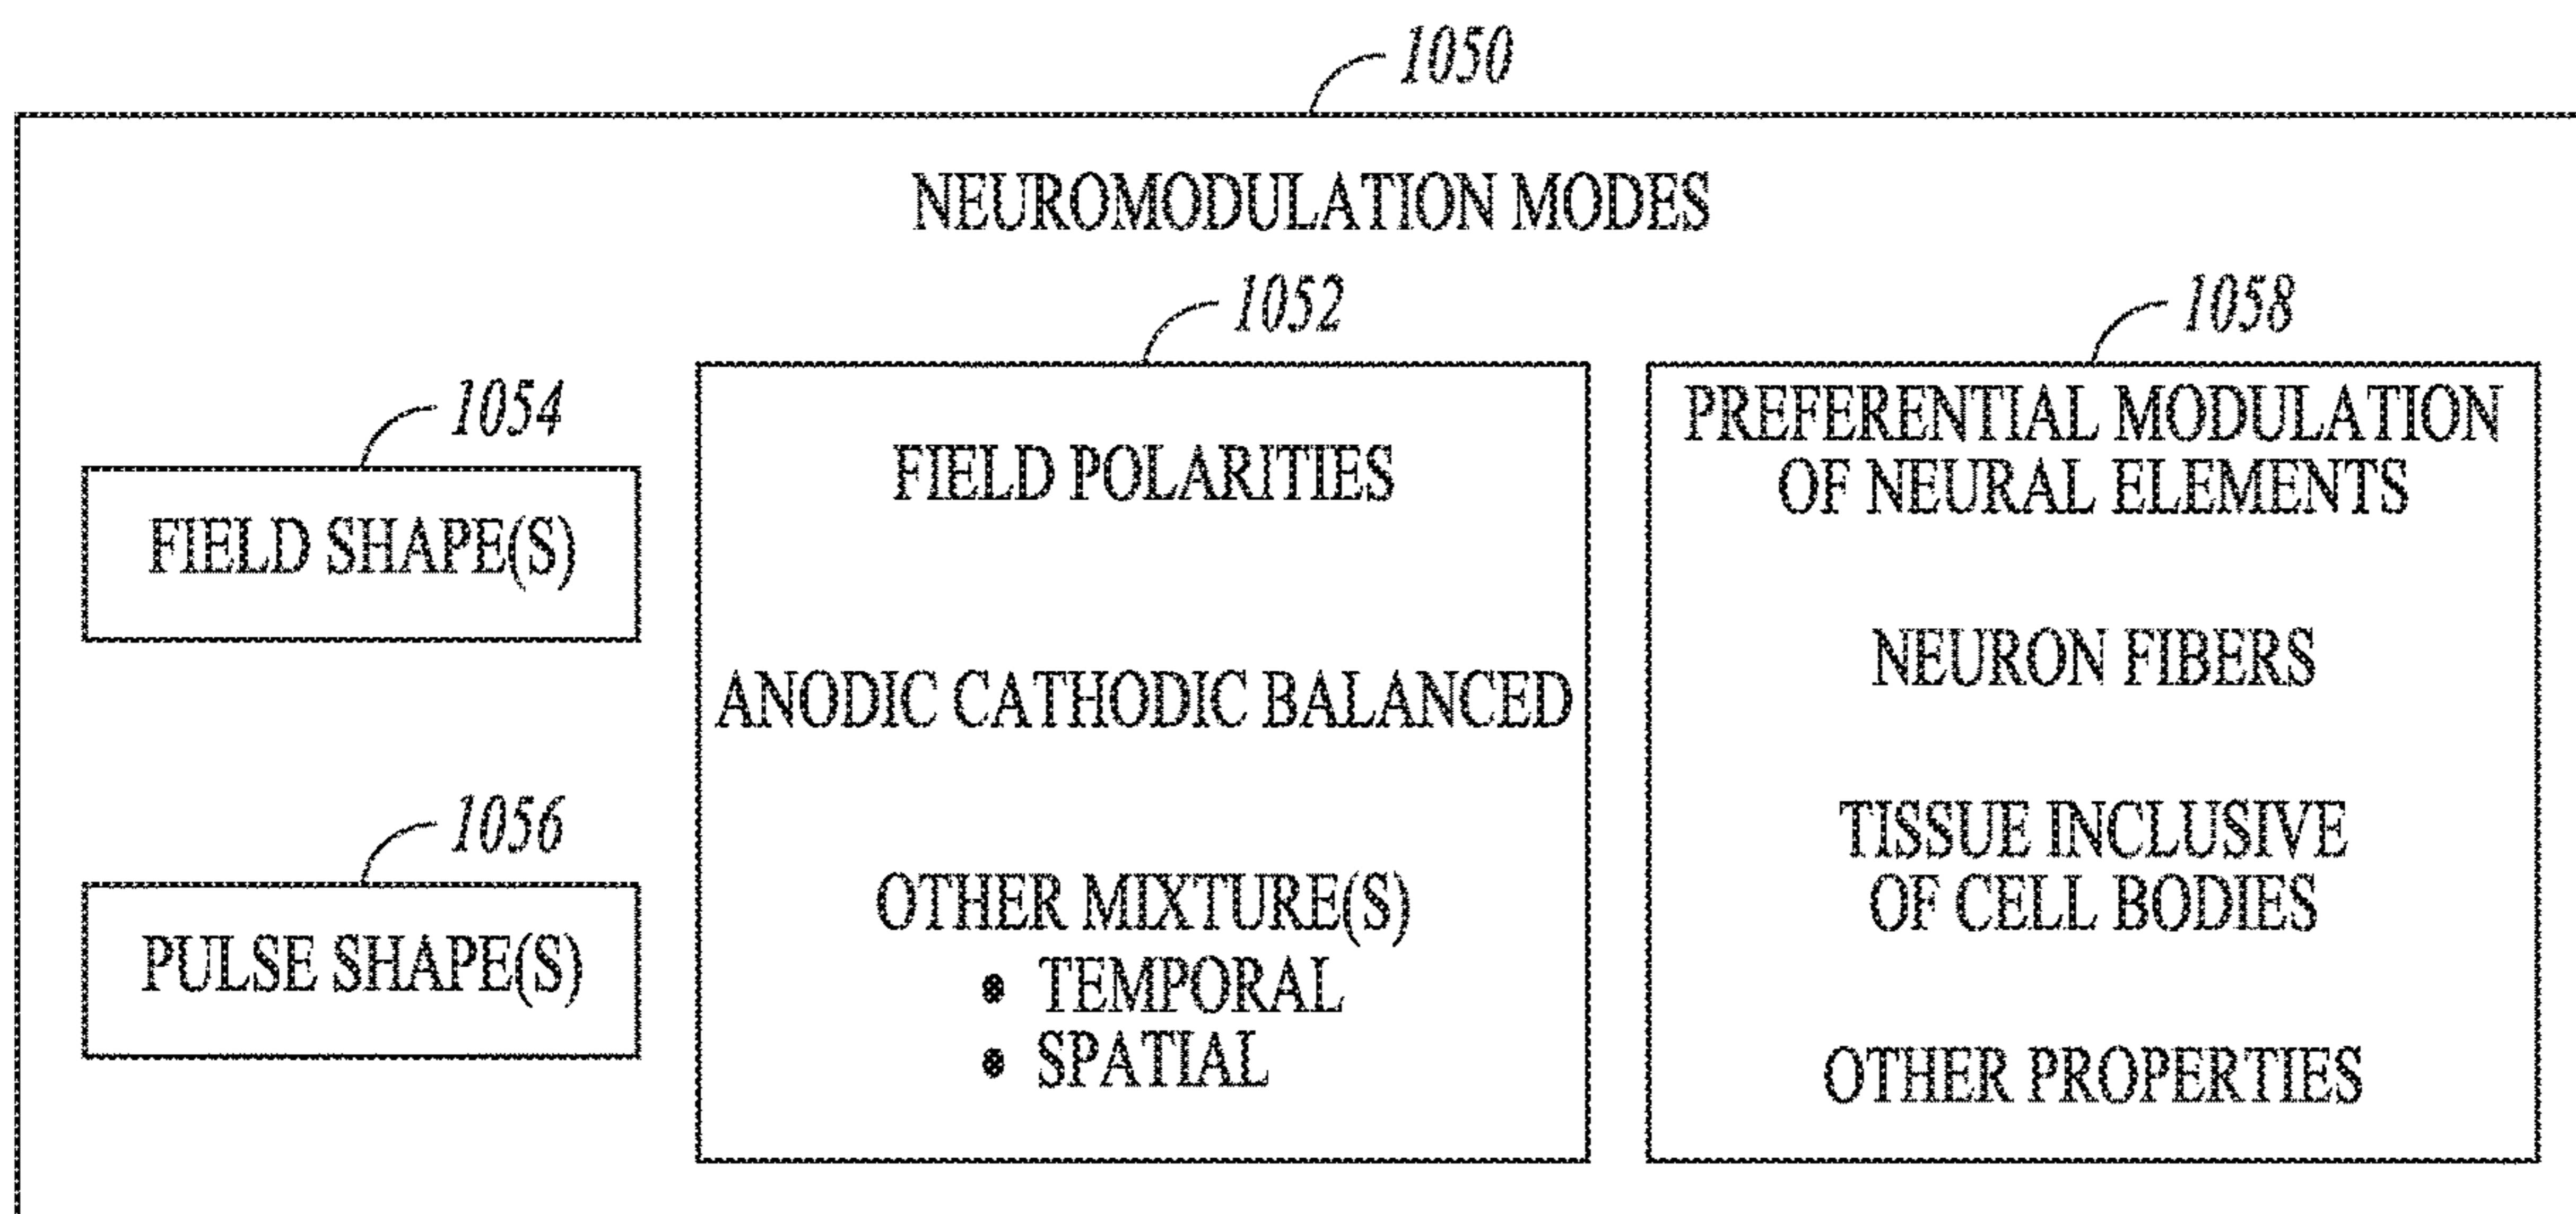 1050
NEUROMODULATION MODES
1054
FIELD SHAPE(S)
1056
PULSE SHAPE(S)
1052
FIELD POLARITIES
ANODIC CATHODIC BALANCED
OTHER MIXTURE(S)
• TEMPORAL
• SPATIAL
1058
PREFERENTIAL MODULATION
OF NEURAL ELEMENTS
NEURON FIBERS
TISSUE INCLUSIVE
OF CELL BODIES
OTHER PROPERTIES